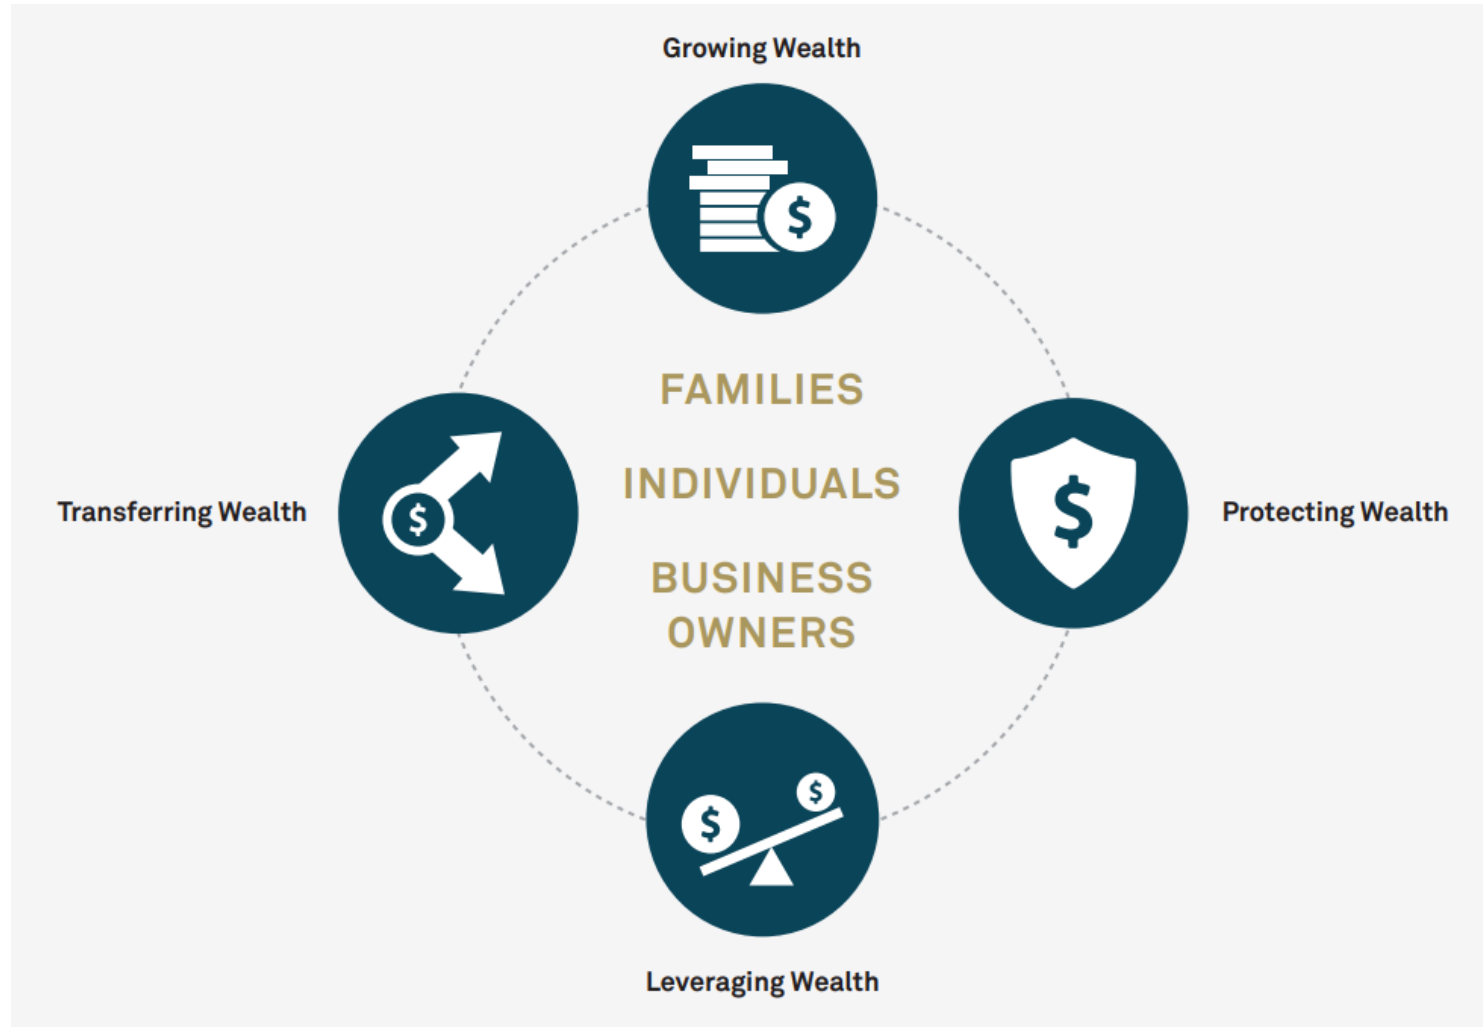 Growing Wealth
$
FAMILIES
INDIVIDUALS
BUSINESS
OWNERS
Transferring Wealth
$
$
Protecting Wealth
$
$
Leveraging Wealth